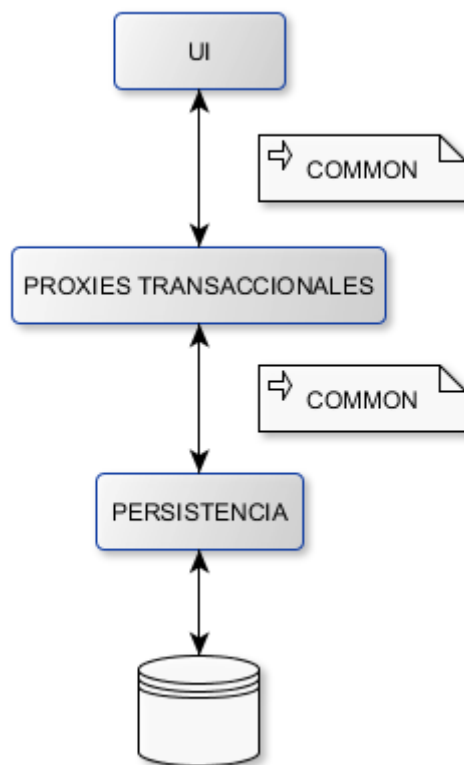 UI
COMMON
PROXIES TRANSACCIONALES
COMMON
PERSISTENCIA